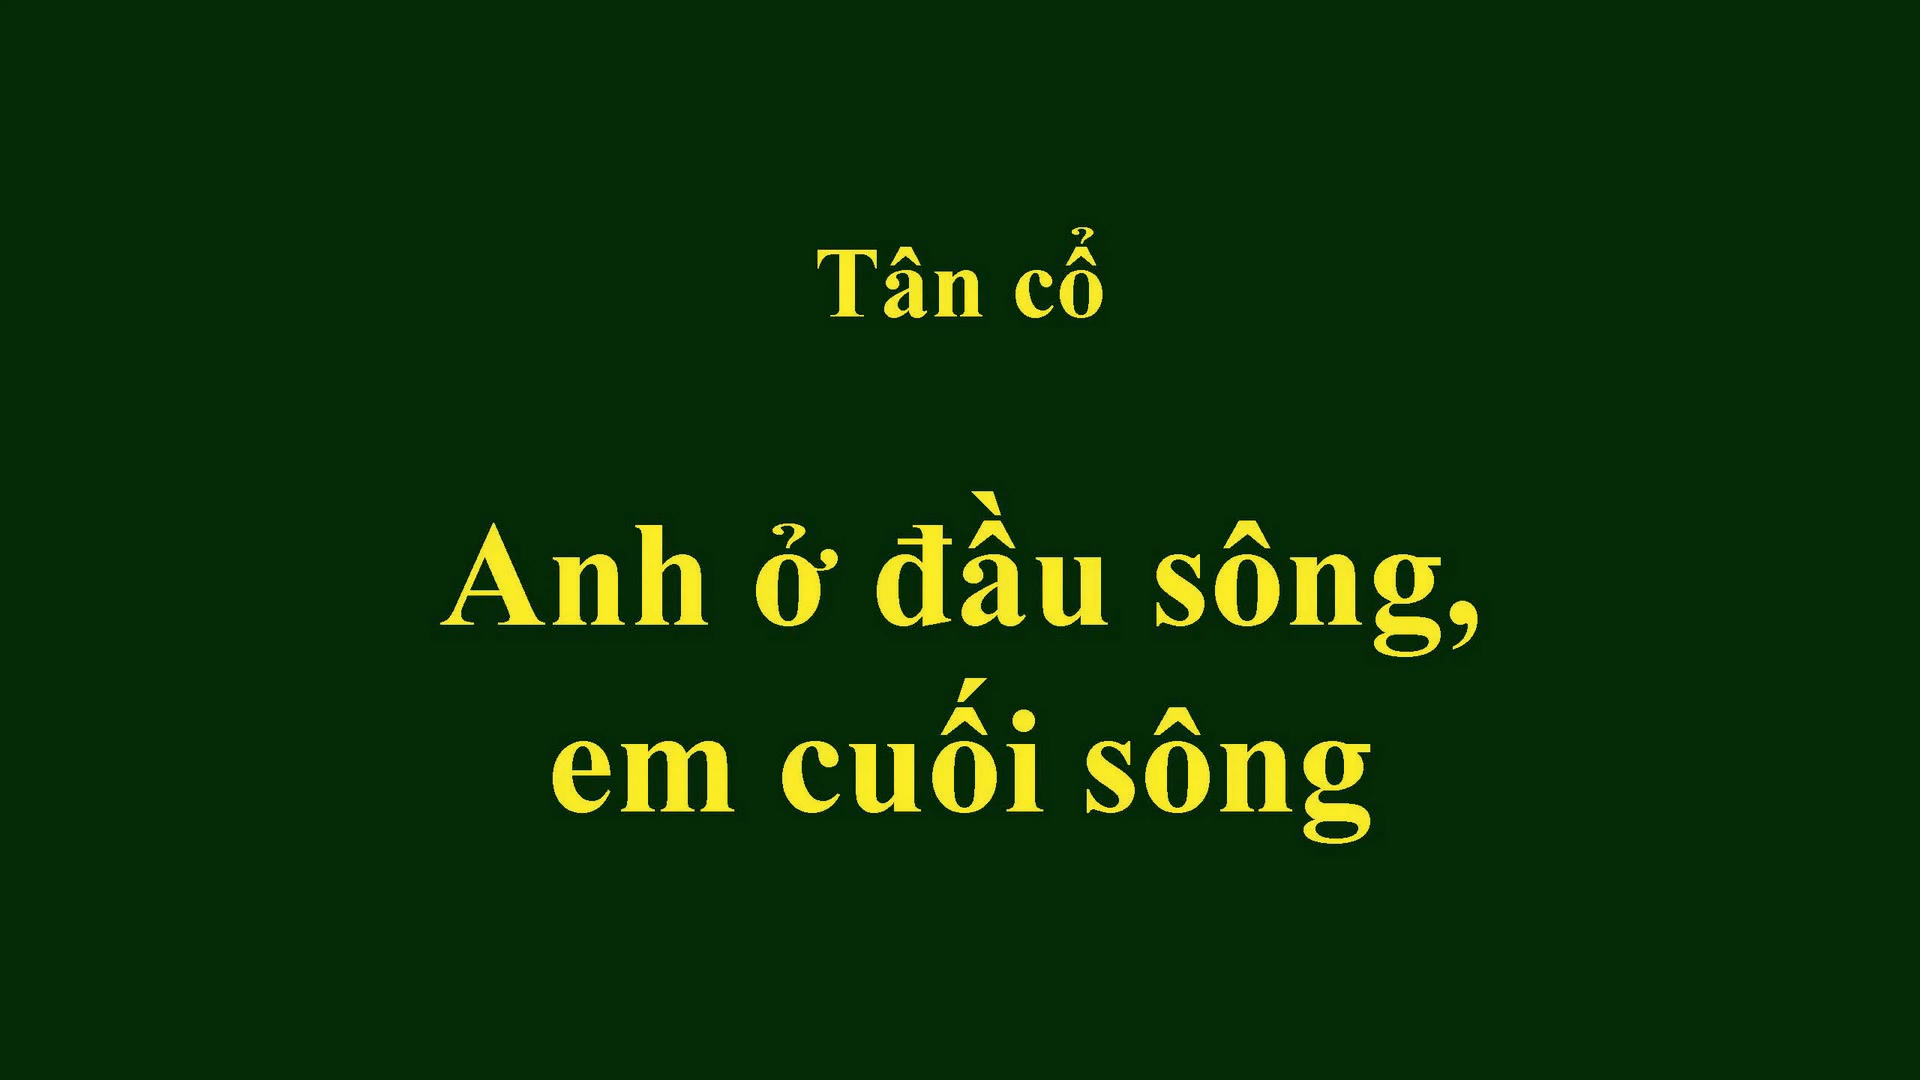 Tân cổ
Anh ở đầu sông,
em cuối sông